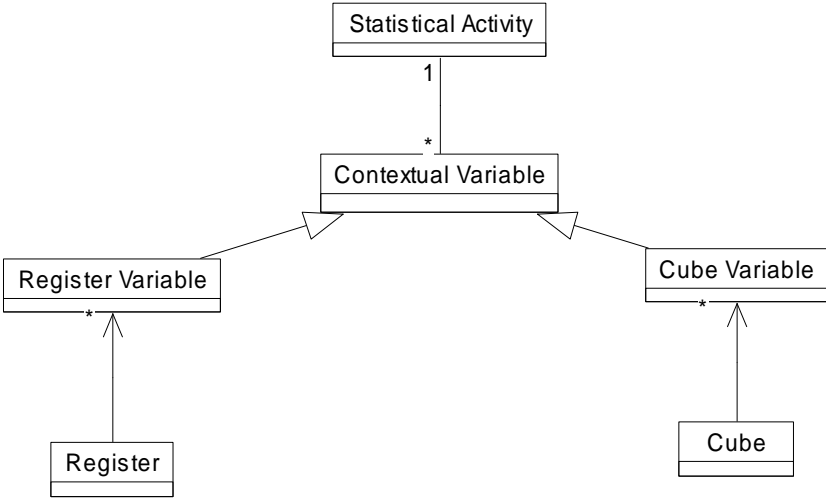 Statistical Activity
1
*
Contextual Variable
Register Variable
*
Cube Variable
*
Register
Cube